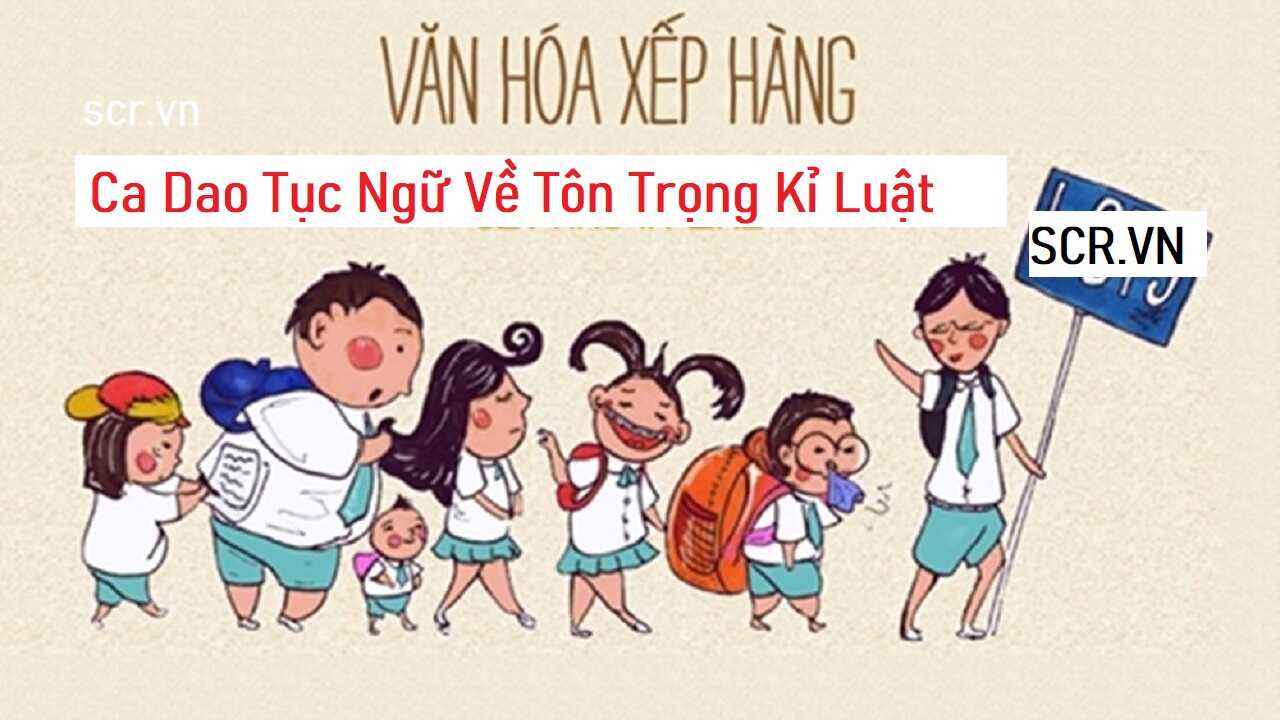 VĂN HÓA XẾP HÀNG
scr.vn
Ca Dao Tục Ngữ Về Tôn Trọng Kỉ Luật
SCR.VN